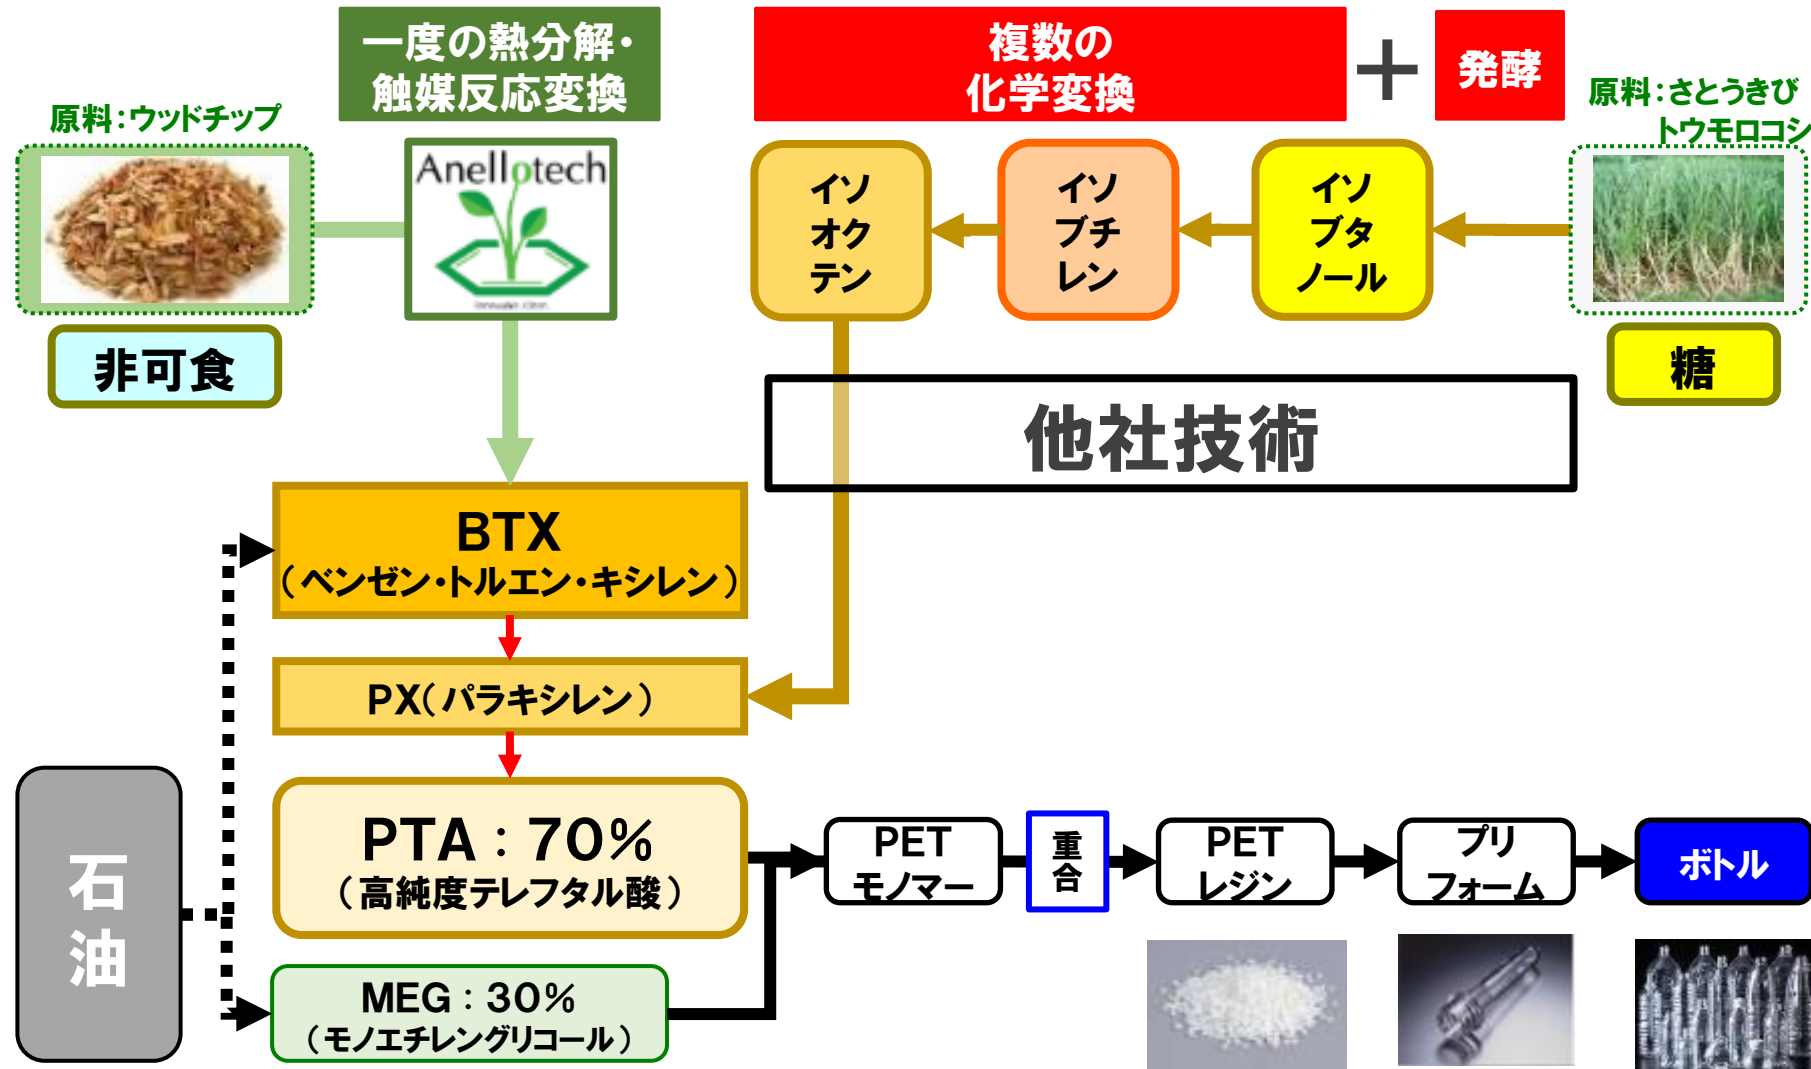 一度の熱分解・
触媒反応変換
複数の
化学変換
＋
発酵
原料：ウッドチップ
原料：さとうきび
トウモロコシ
Anellotech
イソ
オク
テン
イソ
ブチ
レン
イソ
ブタ
ノール
非可食
糖
他社技術
BTX
（ベンゼン・トルエン・キシレン）
PX（パラキシレン）
石
油
PTA：70%
（高純度テレフタル酸）
MEG：30%
（モノエチレングリコール）
PET
モノマー
重
合
PET
レジン
プリ
フォーム
ボトル